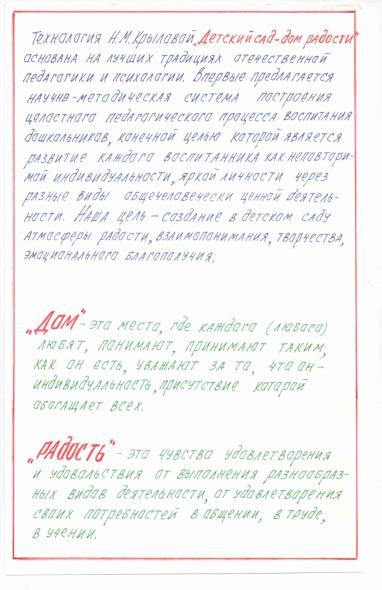 Технология Н.М.Крыловой „Детский сад-дом радости"
основана на лучших традициях отечественной
педагогики и психологии. Впервые предлагается
научно-методическая система построения
целостного педагогического процесса воспитания
дошкольников, конечной целью которой является
развитие каждого воспитанника как неповтори-
мой индивидуальности, яркой личности через
разные виды общечеловечески ценной деятель-
ности. Наша цель – создание в детском саду
атмосферы радости, взаимопонимания, творчества,
эмоционального благополучия.
„Дом" – это место, где каждого (любого)
любят, понимают, принимают таким,
как он есть, уважают за то, что он –
индивидуальность, присутствие которой
обогащает всех.
„Радость" – это чувство удовлетворения
и удовольствия от выполнения разнообраз-
ных видов деятельности, от удовлетворения
своих потребностей в общении, в труде,
в учении.